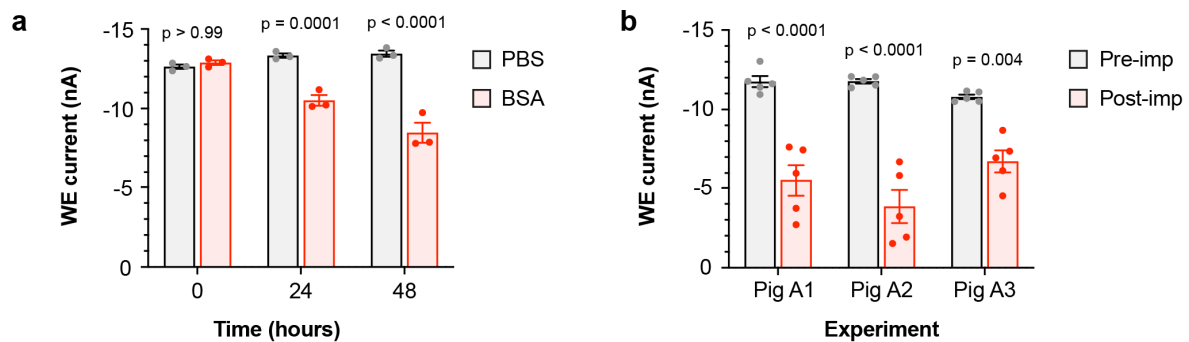 a
p > 0.99
p = 0.0001
p < 0.0001
-15
-10
-5
0
WE current (nA)
0
24
48
Time (hours)
PBS
BSA
b
p < 0.0001
p < 0.0001
p = 0.004
-15
-10
-5
0
WE current (nA)
Pig A1
Pig A2
Pig A3
Experiment
Pre-imp
Post-imp